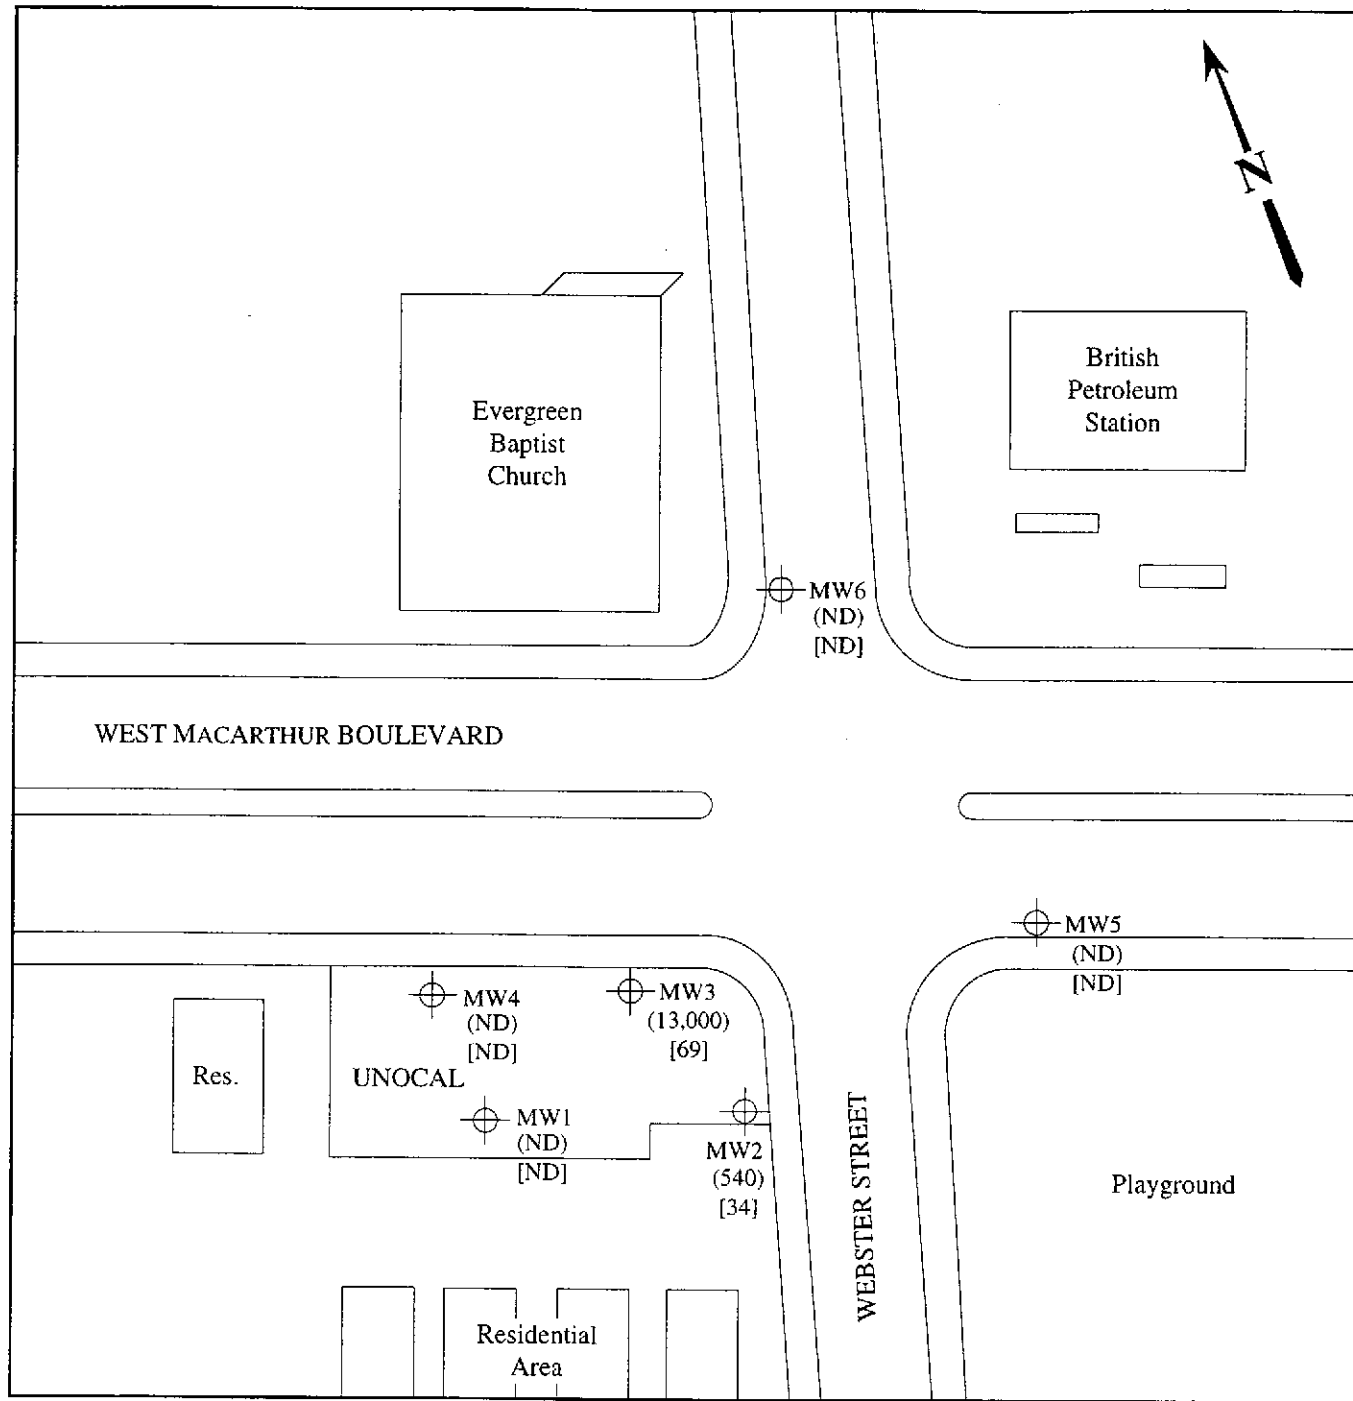 N
British
Petroleum
Station
Evergreen
Baptist
Church
MW6
(ND)
[ND]
WEST MACARTHUR BOULEVARD
MW5
(ND)
[ND]
MW4
(ND)
[ND]
MW3
(13,000)
[69]
Res.
UNOCAL
MW1
(ND)
[ND]
MW2
(540)
[34]
WEBSTER STREET
Playground
Residential
Area